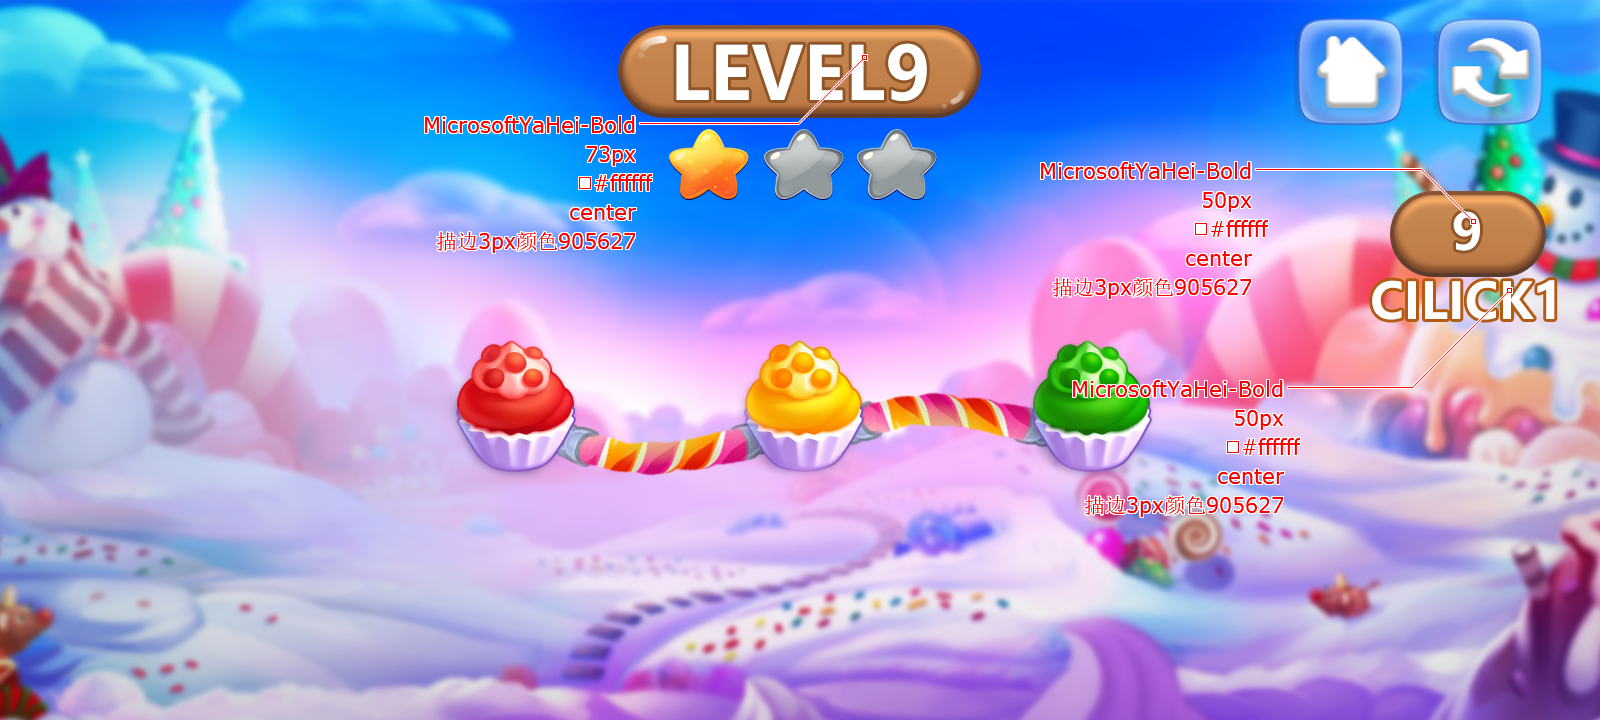 LEVEL9
MicrosoftYaHei-Bold
73px
#ffffff
center
描边3px颜色905627
MicrosoftYaHei-Bold
50px
#ffffff
center
描边3px颜色905627
9
CILICK1
MicrosoftYaHei-Bold
50px
#ffffff
center
描边3px颜色905627